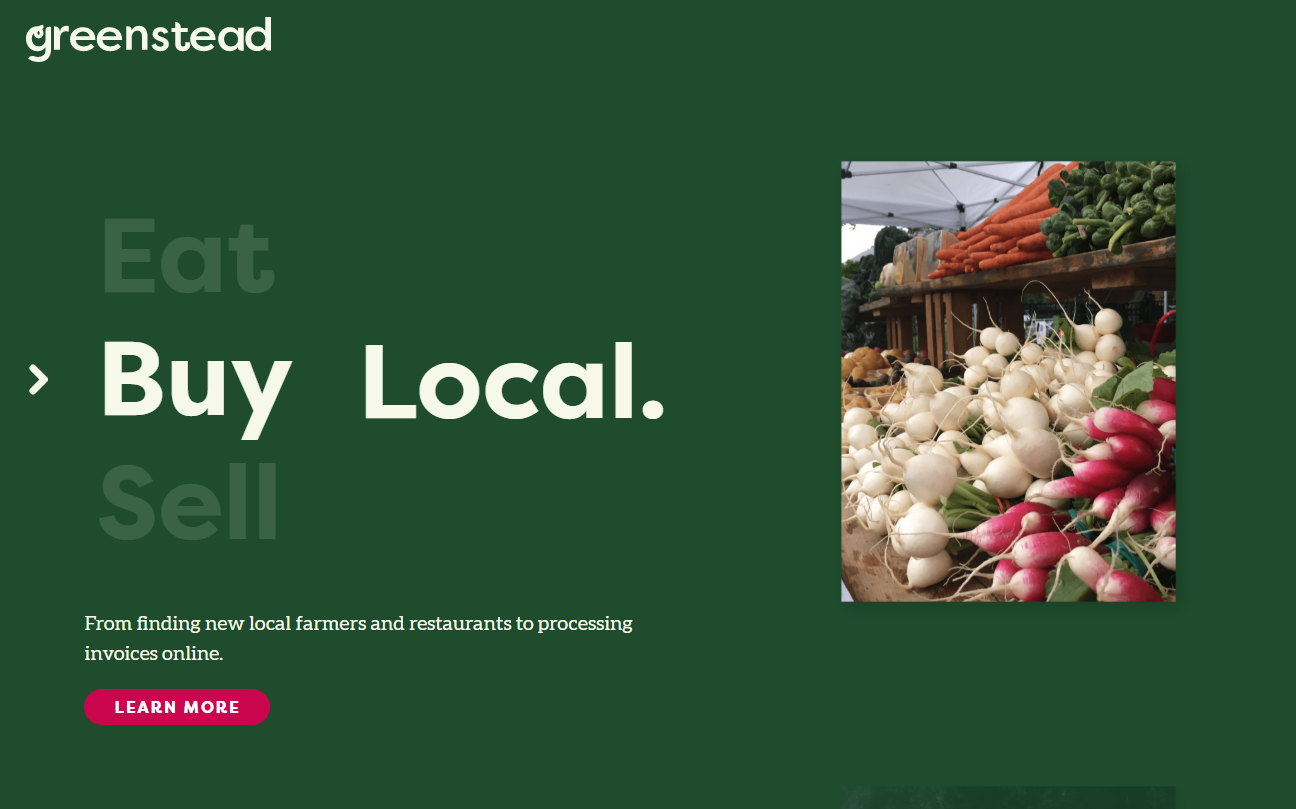 greenstead
Eat
Buy Local.
Sell
From finding new local farmers and restaurants to processing
invoices online.
LEARN MORE